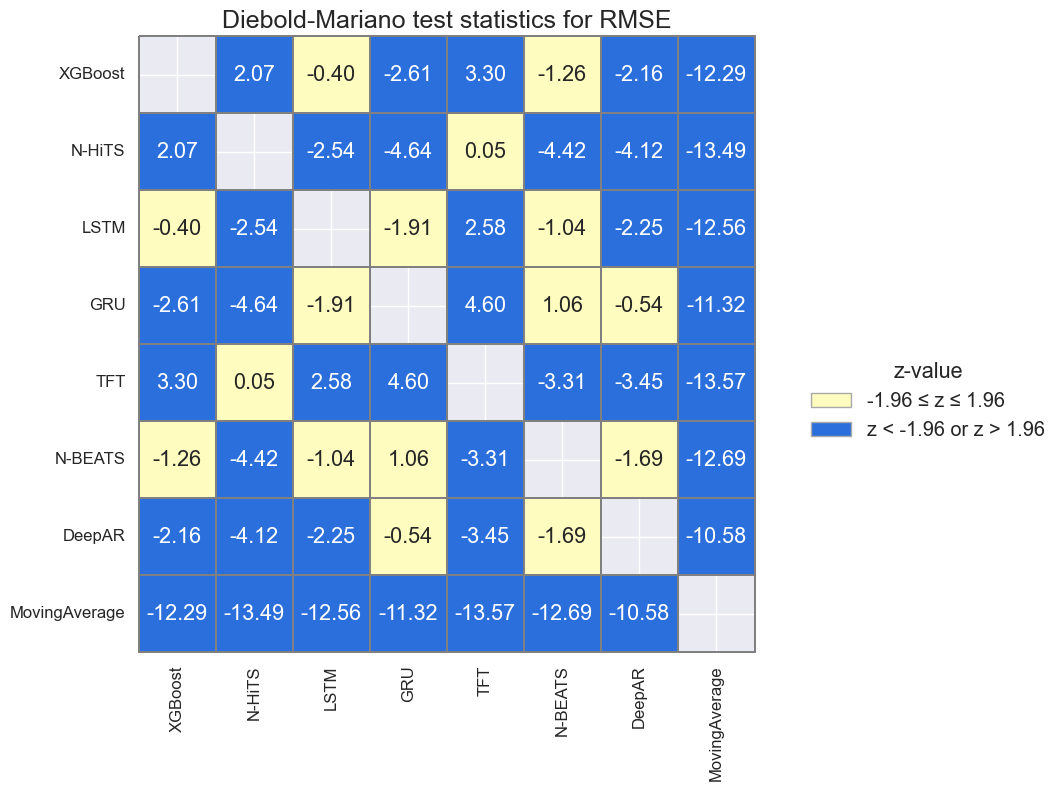 Diebold-Mariano test statistics for RMSE
XGBoost 2.07 -0.40 -2.61 3.30 -1.26 -2.16 -12.29
N-HiTS 2.07 -2.54 -4.64 0.05 -4.42 -4.12 -13.49
LSTM -0.40 -2.54 -1.91 2.58 -1.04 -2.25 -12.56
GRU -2.61 -4.64 -1.91 4.60 1.06 -0.54 -11.32
TFT 3.30 0.05 2.58 4.60 -3.31 -3.45 -13.57
N-BEATS -1.26 -4.42 -1.04 1.06 -3.31 -1.69 -12.69
DeepAR -2.16 -4.12 -2.25 -0.54 -3.45 -1.69 -10.58
MovingAverage -12.29 -13.49 -12.56 -11.32 -13.57 -12.69 -10.58
XGBoost N-HiTS LSTM GRU TFT N-BEATS DeepAR MovingAverage
z-value
-1.96 ≤ z ≤ 1.96
z < -1.96 or z > 1.96